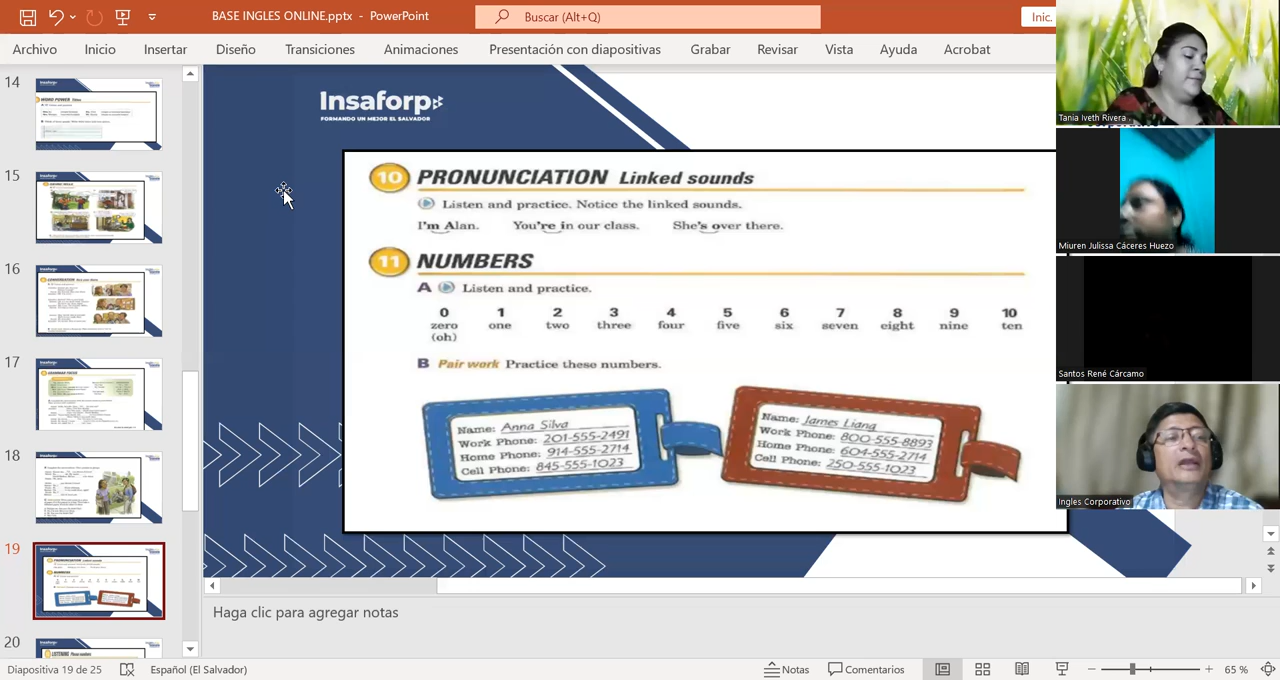 BASE INGLES ONLINE.pptx - PowerPoint
Buscar (Alt+Q)
Inic.
Archivo Inicio Insertar Diseño Transiciones Animaciones Presentación con diapositivas Grabar Revisar Vista Ayuda Acrobat
14
15
16
17
18
19
20
Insaforp
FORMANDO UN MEJOR EL SALVADOR
10 PRONUNCIATION Linked sounds
Listen and practice. Notice the linked sounds.
I'm Alan. You're in our class. She's over there.
11 NUMBERS
A Listen and practice.
0 1 2 3 4 5 6 7 8 9 10
zero one two three four five six seven eight nine ten
(oh)
B Pair work Practice these numbers.
Name: Anna Silva
Work Phone: 201-555-2491
Home Phone: 914-555-2714
Cell Phone: 845-555-1023
Name: James Liang
Work Phone: 800-555-8893
Home Phone: 604-555-2714
Cell Phone: 250-555-1023
Tania Iveth Rivera
Miuren Julissa Cáceres Huezo
Santos René Cárcamo
Ingles Corporativo
Haga clic para agregar notas
Diapositiva 19 de 25 Español (El Salvador) Notas Comentarios 65 %